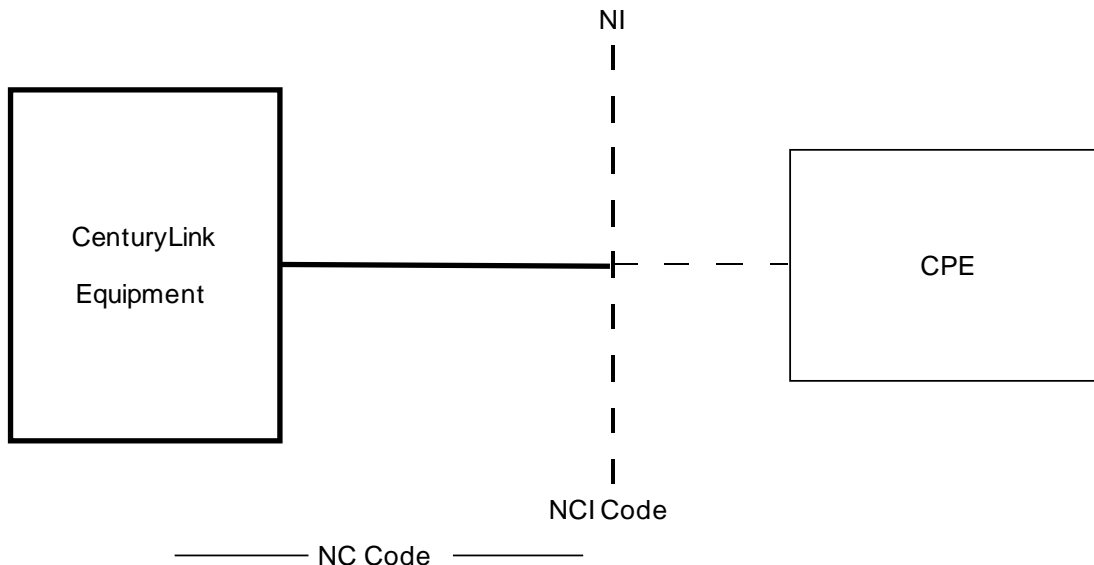 NI
CenturyLink
Equipment
CPE
NCI Code
NC Code